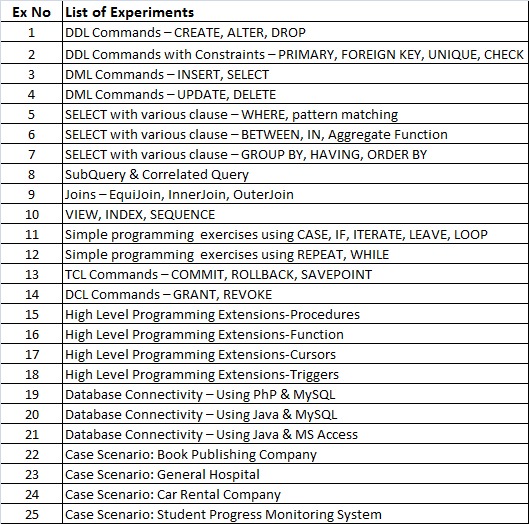 Ex No List of Experiments
1 DDL Commands – CREATE, ALTER, DROP
2 DDL Commands with Constraints – PRIMARY, FOREIGN KEY, UNIQUE, CHECK
3 DML Commands – INSERT, SELECT
4 DML Commands – UPDATE, DELETE
5 SELECT with various clause – WHERE, pattern matching
6 SELECT with various clause – BETWEEN, IN, Aggregate Function
7 SELECT with various clause – GROUP BY, HAVING, ORDER BY
8 SubQuery & Correlated Query
9 Joins – EquiJoin, InnerJoin, OuterJoin
10 VIEW, INDEX, SEQUENCE
11 Simple programming exercises using CASE, IF, ITERATE, LEAVE, LOOP
12 Simple programming exercises using REPEAT, WHILE
13 TCL Commands – COMMIT, ROLLBACK, SAVEPOINT
14 DCL Commands – GRANT, REVOKE
15 High Level Programming Extensions-Procedures
16 High Level Programming Extensions-Function
17 High Level Programming Extensions-Cursors
18 High Level Programming Extensions-Triggers
19 Database Connectivity – Using PhP & MySQL
20 Database Connectivity – Using Java & MySQL
21 Database Connectivity – Using Java & MS Access
22 Case Scenario: Book Publishing Company
23 Case Scenario: General Hospital
24 Case Scenario: Car Rental Company
25 Case Scenario: Student Progress Monitoring System